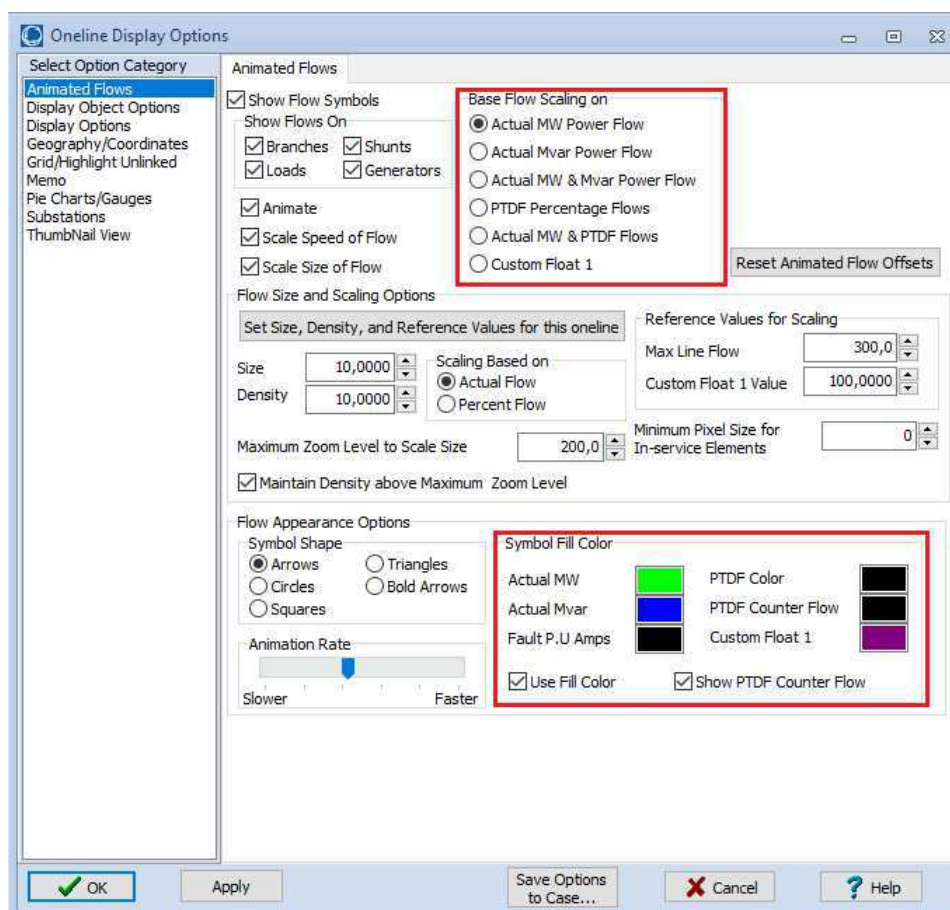 Oneline Display Options
Select Option Category
Animated Flows
Display Object Options
Display Options
Geography/Coordinates
Grid/Highlight Unlinked
Memo
Pie Charts/Gauges
Substations
ThumbNail View
Animated Flows
Show Flow Symbols
Show Flows On
Branches Shunts
Loads Generators
Animate
Scale Speed of Flow
Scale Size of Flow
Base Flow Scaling on
Actual MW Power Flow
Actual Mvar Power Flow
Actual MW & Mvar Power Flow
PTDF Percentage Flows
Actual MW & PTDF Flows
Custom Float 1
Reset Animated Flow Offsets
Flow Size and Scaling Options
Set Size, Density, and Reference Values for this oneline
Size 10,0000
Density 10,0000
Scaling Based on
Actual Flow
Percent Flow
Reference Values for Scaling
Max Line Flow 300,0
Custom Float 1 Value 100,0000
Maximum Zoom Level to Scale Size 200,0
Minimum Pixel Size for
In-service Elements 0
Maintain Density above Maximum Zoom Level
Flow Appearance Options
Symbol Shape
Arrows Triangles
Circles Bold Arrows
Squares
Animation Rate
Slower Faster
Symbol Fill Color
Actual MW PTDF Color
Actual Mvar PTDF Counter Flow
Fault P.U Amps Custom Float 1
Use Fill Color Show PTDF Counter Flow
OK
Apply
Save Options
to Case...
Cancel
? Help